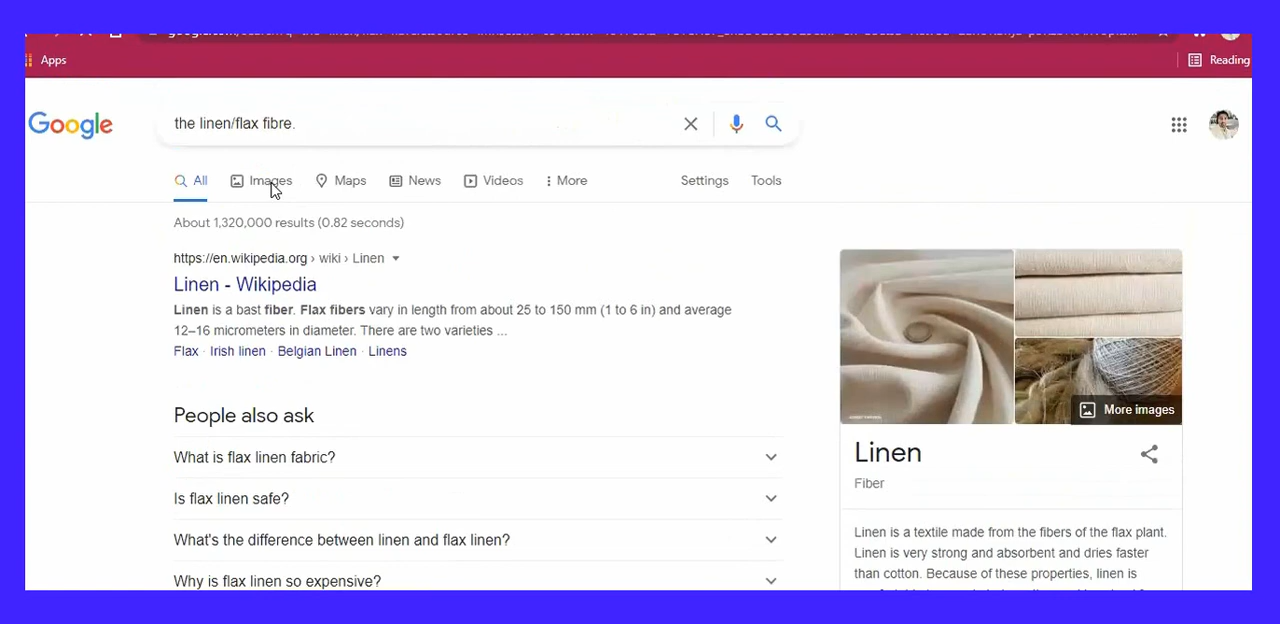 Apps
Reading
Google
the linen/flax fibre.
All Images Maps News Videos More Settings Tools
About 1,320,000 results (0.82 seconds)
https://en.wikipedia.org › wiki › Linen
Linen - Wikipedia
Linen is a bast fiber. Flax fibers vary in length from about 25 to 150 mm (1 to 6 in) and average
12–16 micrometers in diameter. There are two varieties ...
Flax · Irish linen · Belgian Linen · Linens
People also ask
What is flax linen fabric?
Is flax linen safe?
What's the difference between linen and flax linen?
Why is flax linen so expensive?
More images
Linen
Fiber
Linen is a textile made from the fibers of the flax plant.
Linen is very strong and absorbent and dries faster
than cotton. Because of these properties, linen is